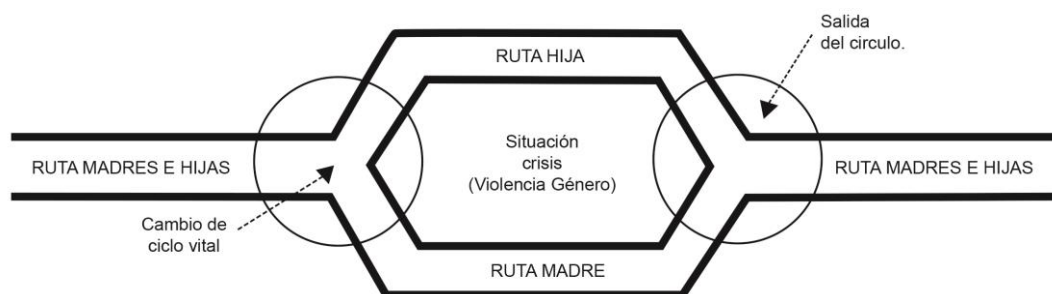 Salida
del circulo.
RUTA HIJA
Situación
crisis
(Violencia Género)
RUTA MADRES E HIJAS
RUTA MADRES E HIJAS
Cambio de
ciclo vital
RUTA MADRE